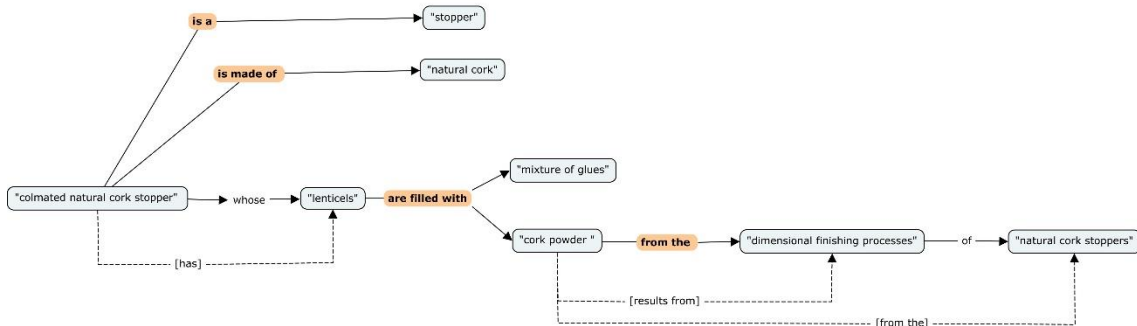 is a
"stopper"
is made of
"natural cork"
"mixture of glues"
"colmated natural cork stopper" whose "lenticels" are filled with
"cork powder " from the "dimensional finishing processes" of "natural cork stoppers"
[has]
[results from]
[from the]